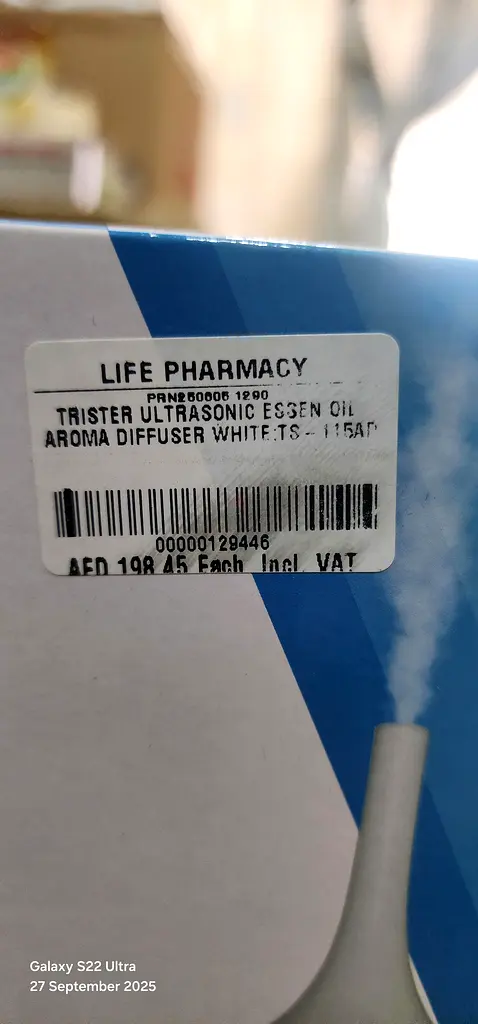 LIFE PHARMACY
PRN250605 1290
TRISTER ULTRASONIC ESSEN OIL
AROMA DIFFUSER WHITE:TS - 115AP
00000129446
AED 198.45 Each Incl. VAT
Galaxy S22 Ultra
27 September 2025